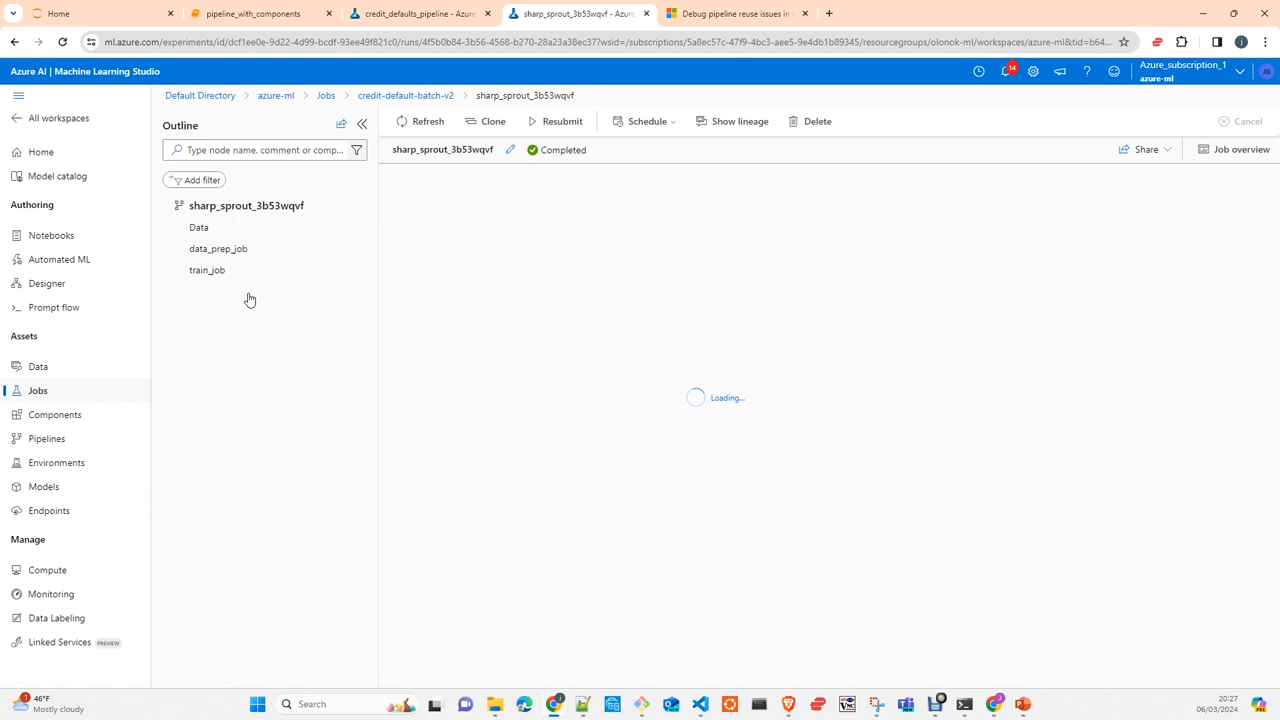 Home
pipeline_with_components
credit_defaults_pipeline - Azure
sharp_sprout_3b53wqvf - Azure
Debug pipeline reuse issues in
ml.azure.com/experiments/id/dcf1ee0e-9d22-4d99-bcdf-93ee49f821c0/runs/4f5b0b84-3b56-4568-b270-28a23a38ec37?wsid=/subscriptions/5a8ec57c-47f9-4bc3-aee5-9e4db1b89345/resourcegroups/olonok-ml/workspaces/azure-ml&tid=b64...
Azure AI | Machine Learning Studio
14
Azure_subscription_1
azure-ml
JG
All workspaces
Home
Model catalog
Authoring
Notebooks
Automated ML
Designer
Prompt flow
Assets
Data
Jobs
Components
Pipelines
Environments
Models
Endpoints
Manage
Compute
Monitoring
Data Labeling
Linked Services PREVIEW
Default Directory > azure-ml > Jobs > credit-default-batch-v2 > sharp_sprout_3b53wqvf
Outline
Type node name, comment or comp...
Add filter
sharp_sprout_3b53wqvf
Data
data_prep_job
train_job
Refresh
Clone
Resubmit
Schedule
Show lineage
Delete
Cancel
sharp_sprout_3b53wqvf
Completed
Share
Job overview
Loading...
1
46°F
Mostly cloudy
Search
20:27
06/03/2024